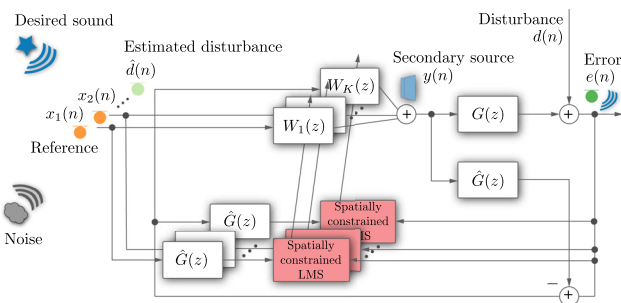 Desired sound
Disturbance
d(n)
Estimated disturbance
d̂(n)
Secondary source
y(n)
Error
e(n)
x₂(n)
x₁(n)
Reference
W_K(z)
W₁(z)
+
G(z)
+
Ĝ(z)
Noise
Ĝ(z)
Spatially
constrained
Ĝ(z)
Spatially
constrained
LMS
−
+